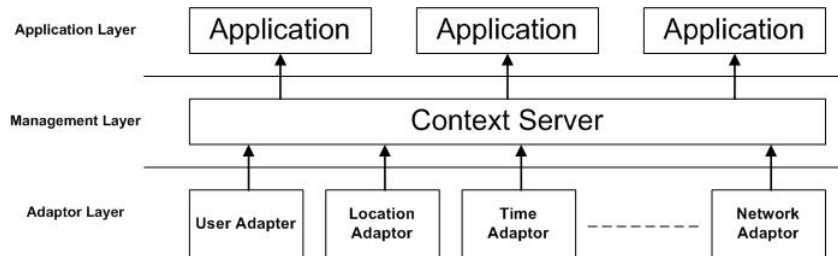 Application Layer
Application
Application
Application
Management Layer
Context Server
Adaptor Layer
User Adapter
Location
Adaptor
Time
Adaptor
Network
Adaptor